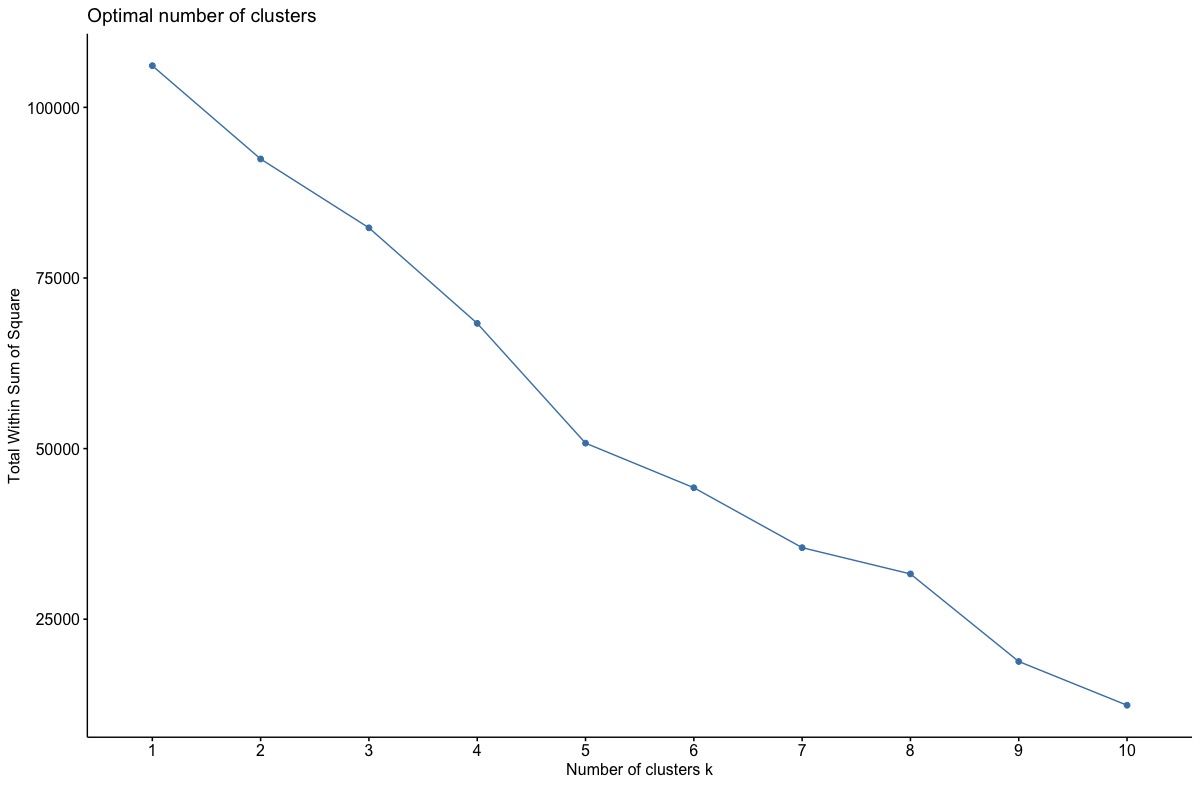 Optimal number of clusters
Total Within Sum of Square
100000
75000
50000
25000
1 2 3 4 5 6 7 8 9 10
Number of clusters k